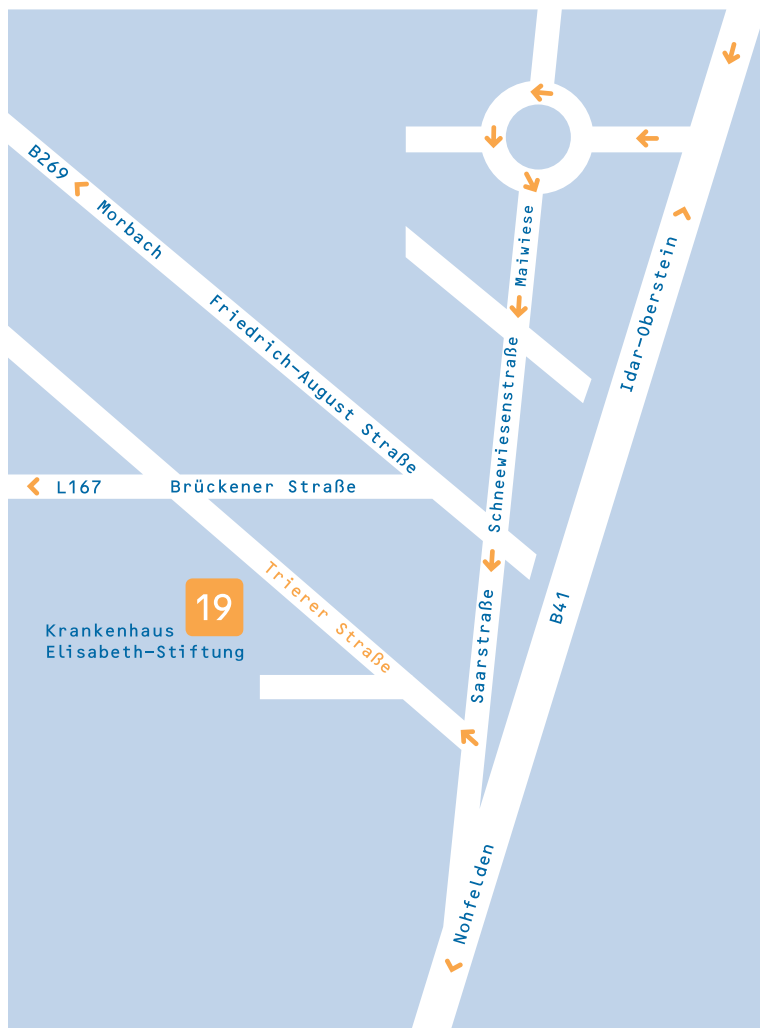 B269
Morbach
Maiwiese
Idar–Oberstein
Friedrich–August Straße
Schneewiesenstraße
L167
Brückener Straße
Trierer Straße
19
Krankenhaus
Elisabeth–Stiftung
Saarstraße
B41
Nohfelden